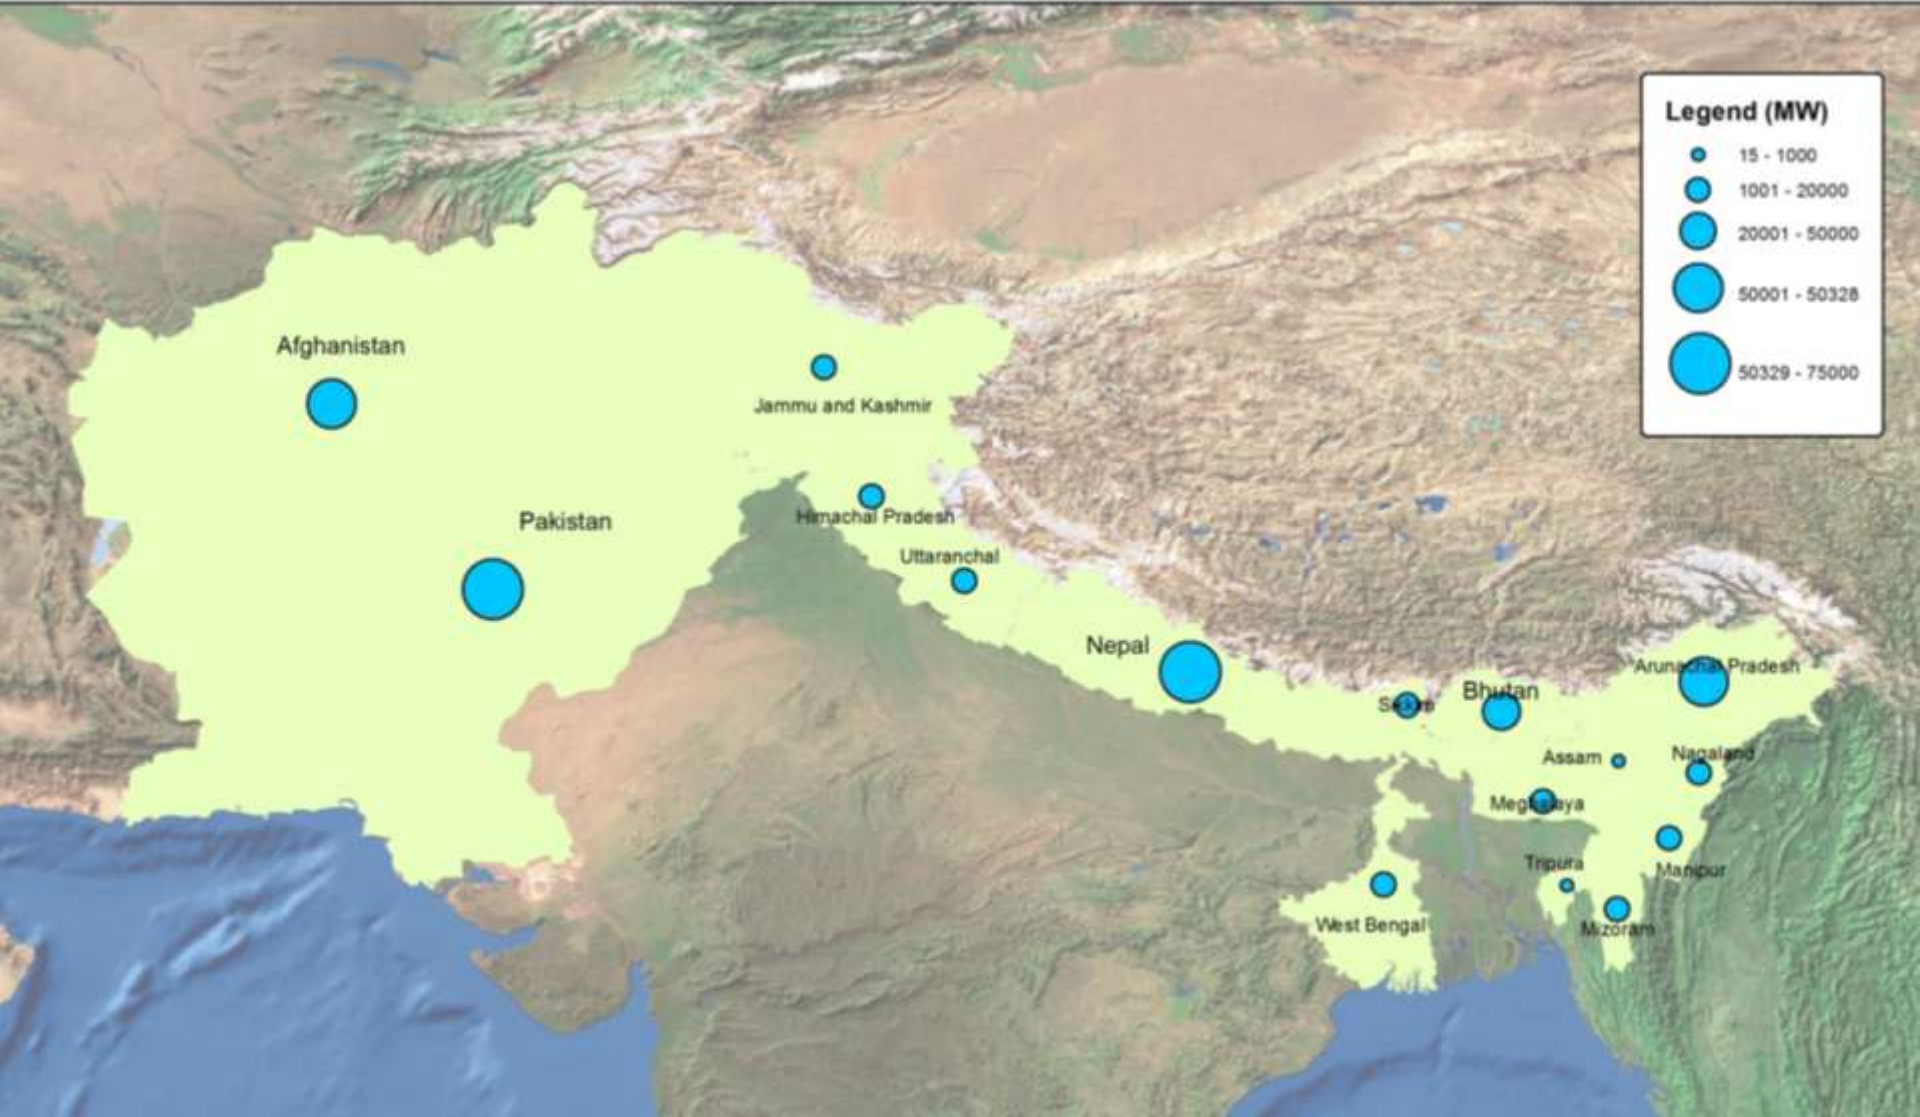 Legend (MW)
15 - 1000
1001 - 20000
20001 - 50000
50001 - 50328
50329 - 75000
Afghanistan
Jammu and Kashmir
Pakistan
Himachal Pradesh
Uttaranchal
Nepal
Bhutan
Arunachal Pradesh
Assam
Nagaland
Meghalaya
Tripura
Manipur
West Bengal
Mizoram